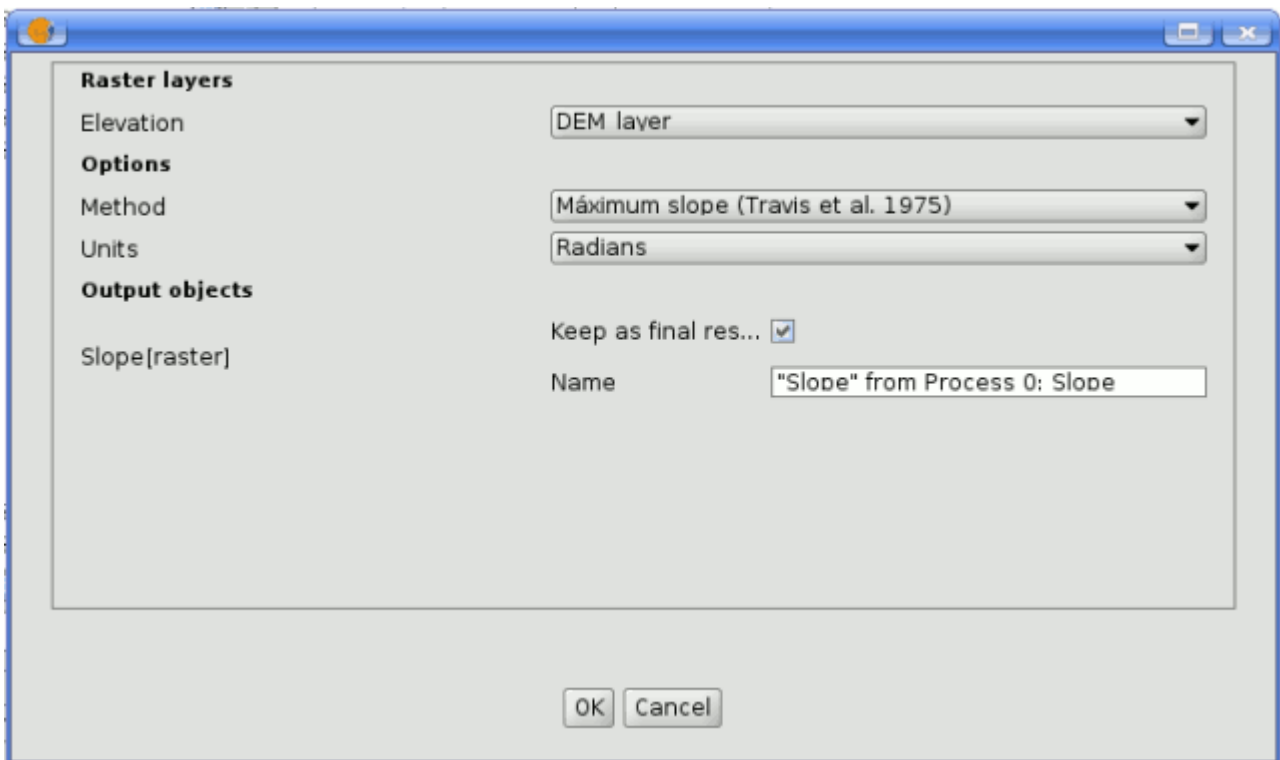 Raster layers
Elevation DEM layer
Options
Method Máximum slope (Travis et al. 1975)
Units Radians
Output objects
Slope[raster]
Keep as final res...
Name "Slope" from Process 0: Slope
OK Cancel